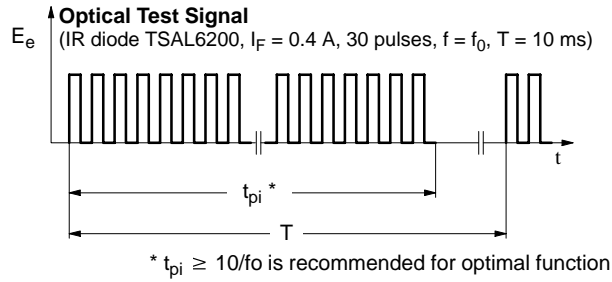 Optical Test Signal
E_e
(IR diode TSAL6200, I_F = 0.4 A, 30 pulses, f = f_0, T = 10 ms)
t
t_pi *
T
* t_pi ≥ 10/fo is recommended for optimal function